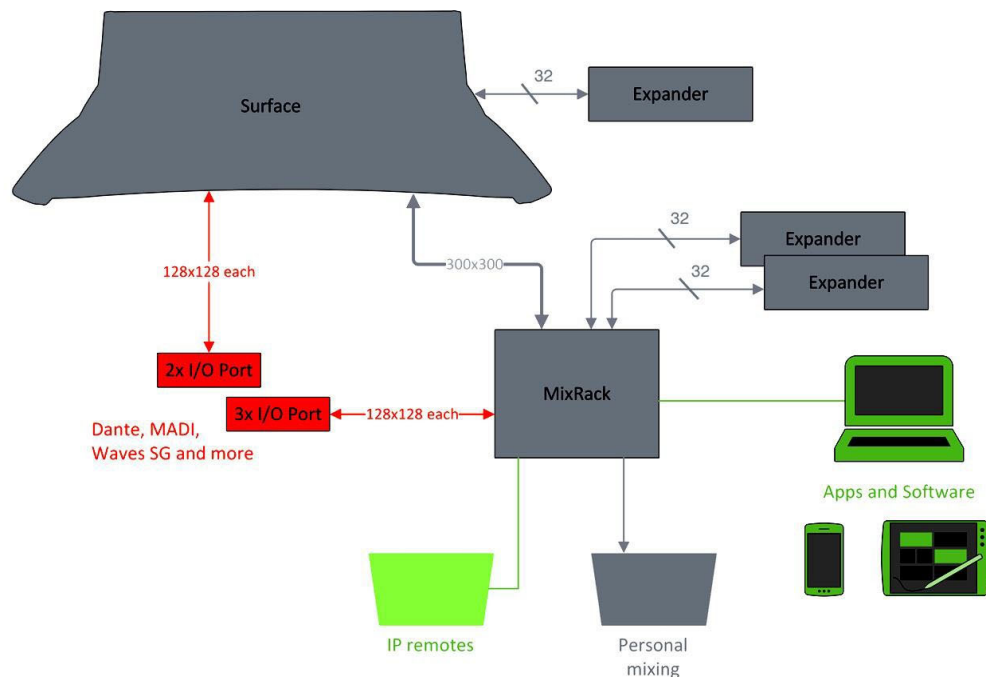 32
Expander
Surface
32
Expander
128x128 each
300x300
32
Expander
2x I/O Port
MixRack
3x I/O Port
128x128 each
Dante, MADI,
Waves SG and more
Apps and Software
IP remotes
Personal
mixing